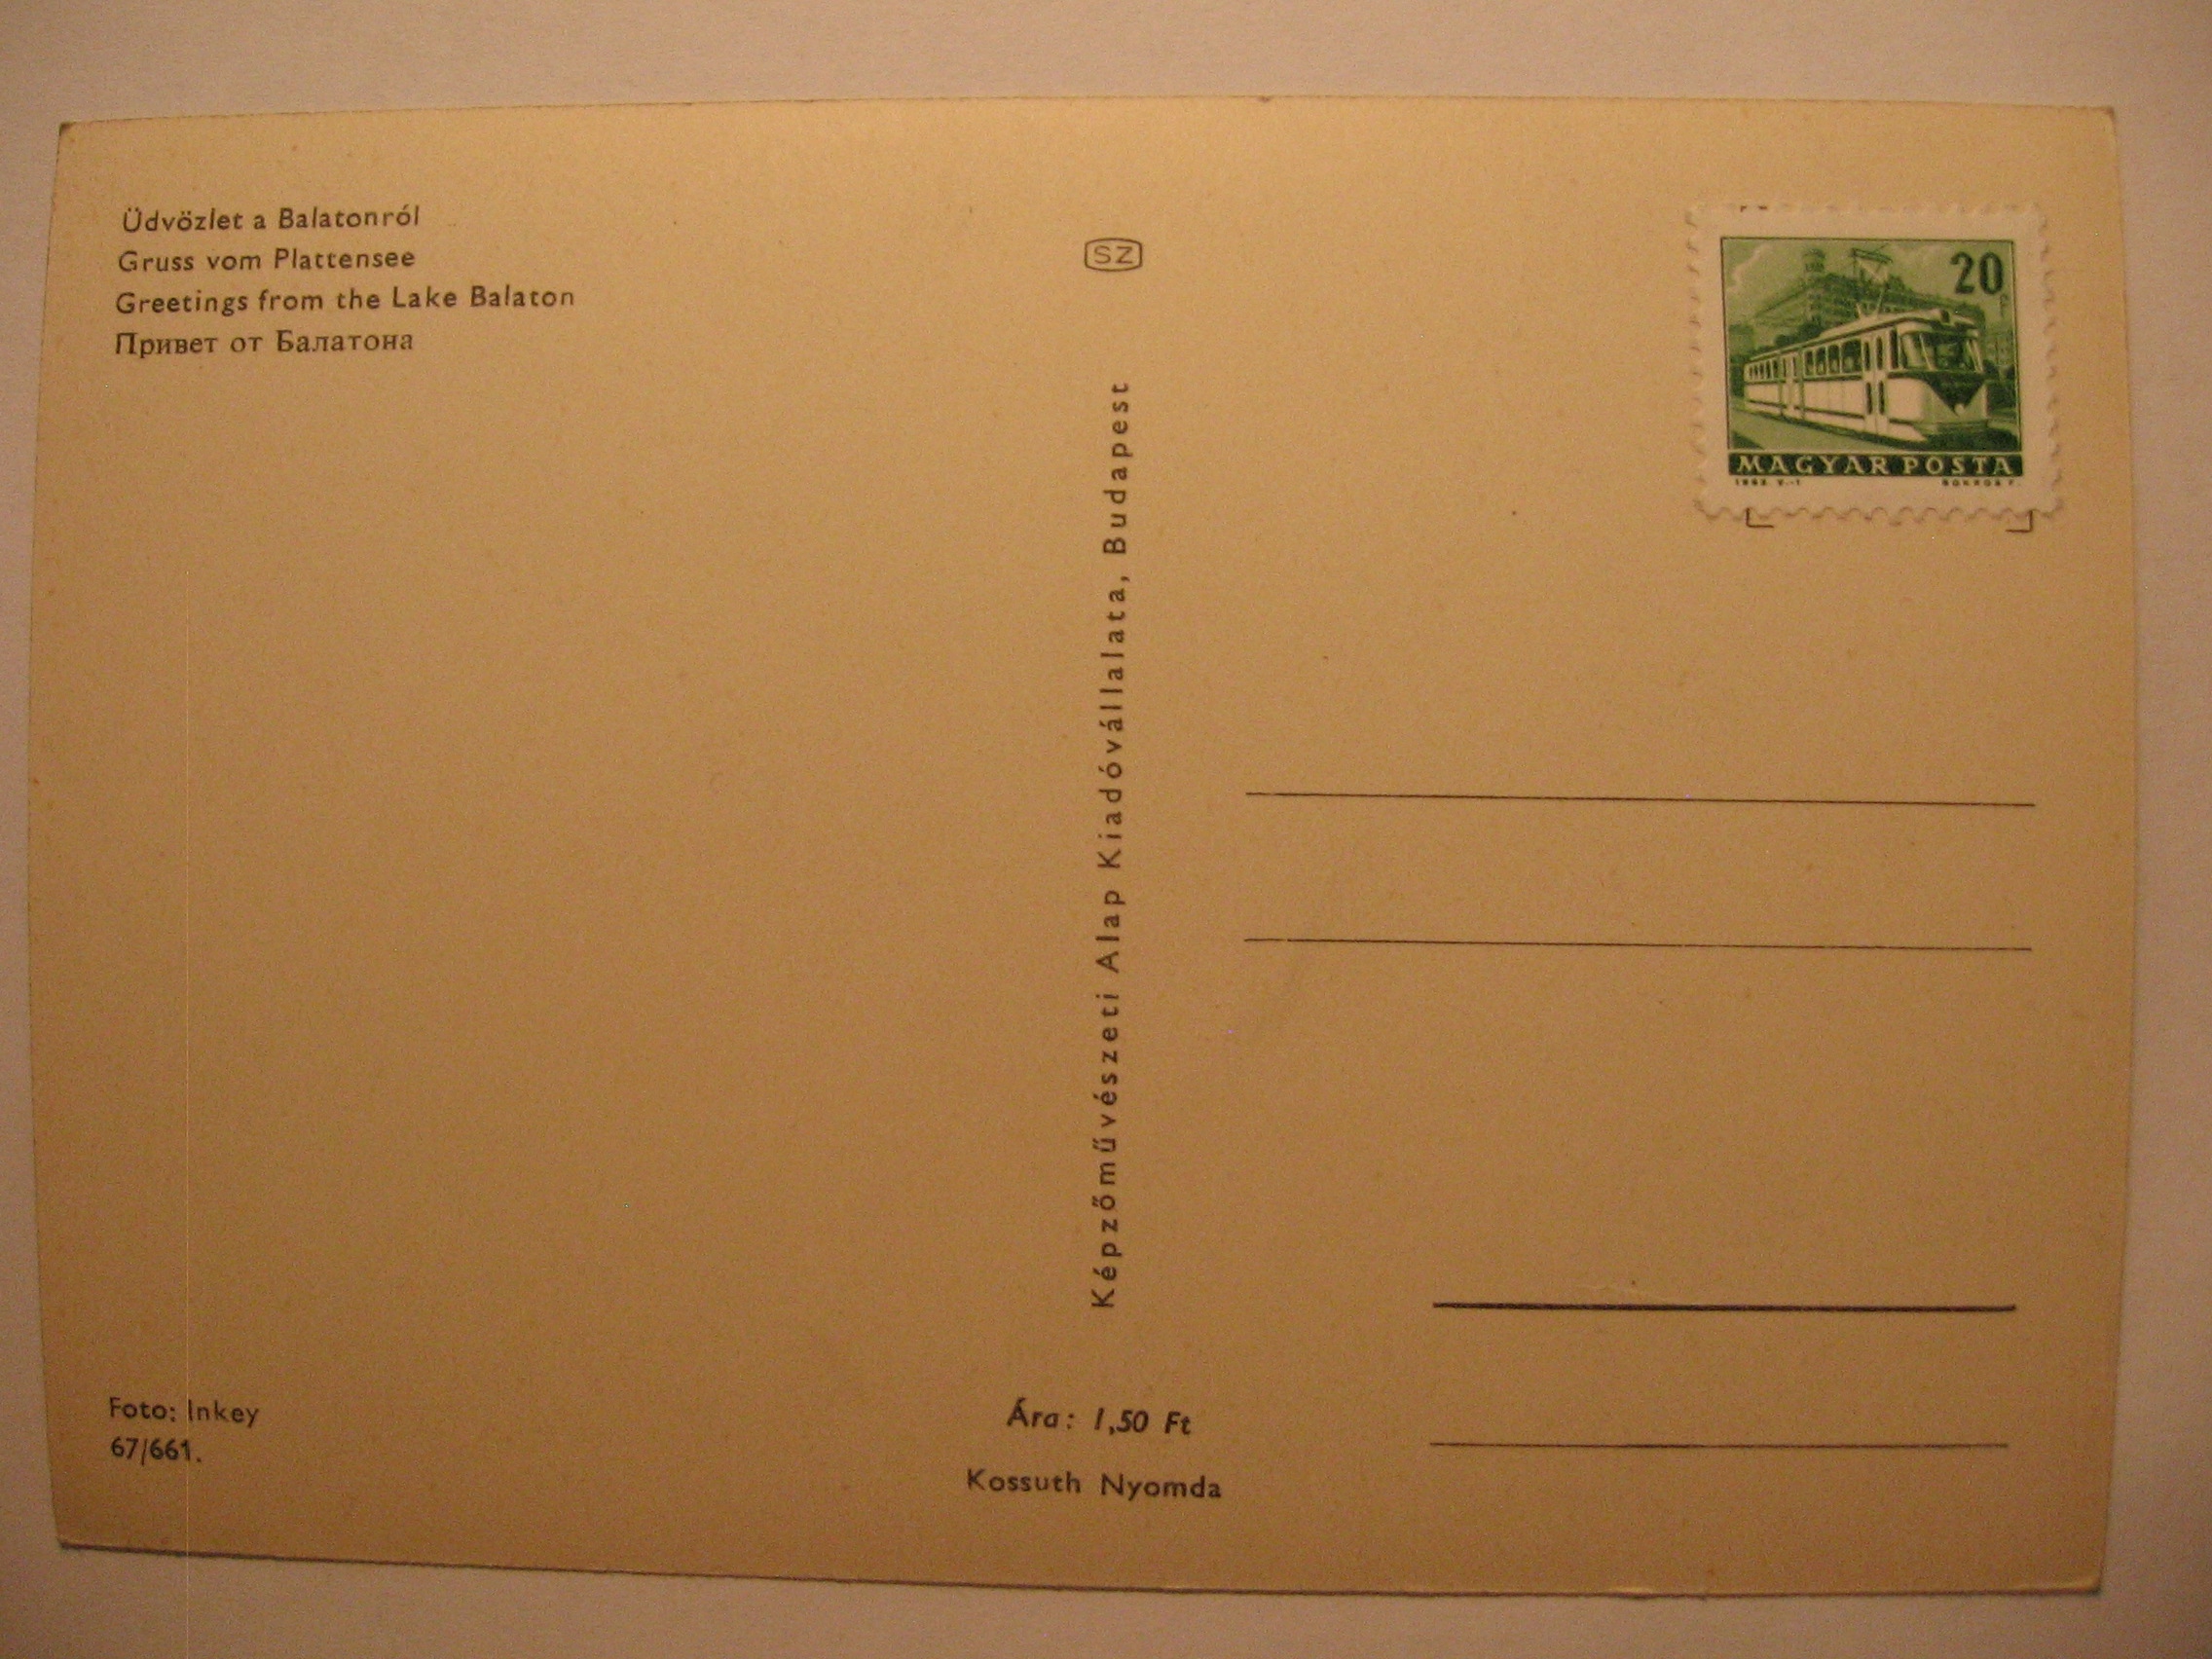 Üdvözlet a Balatonról
Gruss vom Plattensee
Greetings from the Lake Balaton
Привет от Балатона
SZ
Képzőművészeti Alap Kiadóvállalata, Budapest
20
MAGYAR POSTA
Foto: Inkey
67/661.
Ára: 1,50 Ft
Kossuth Nyomda